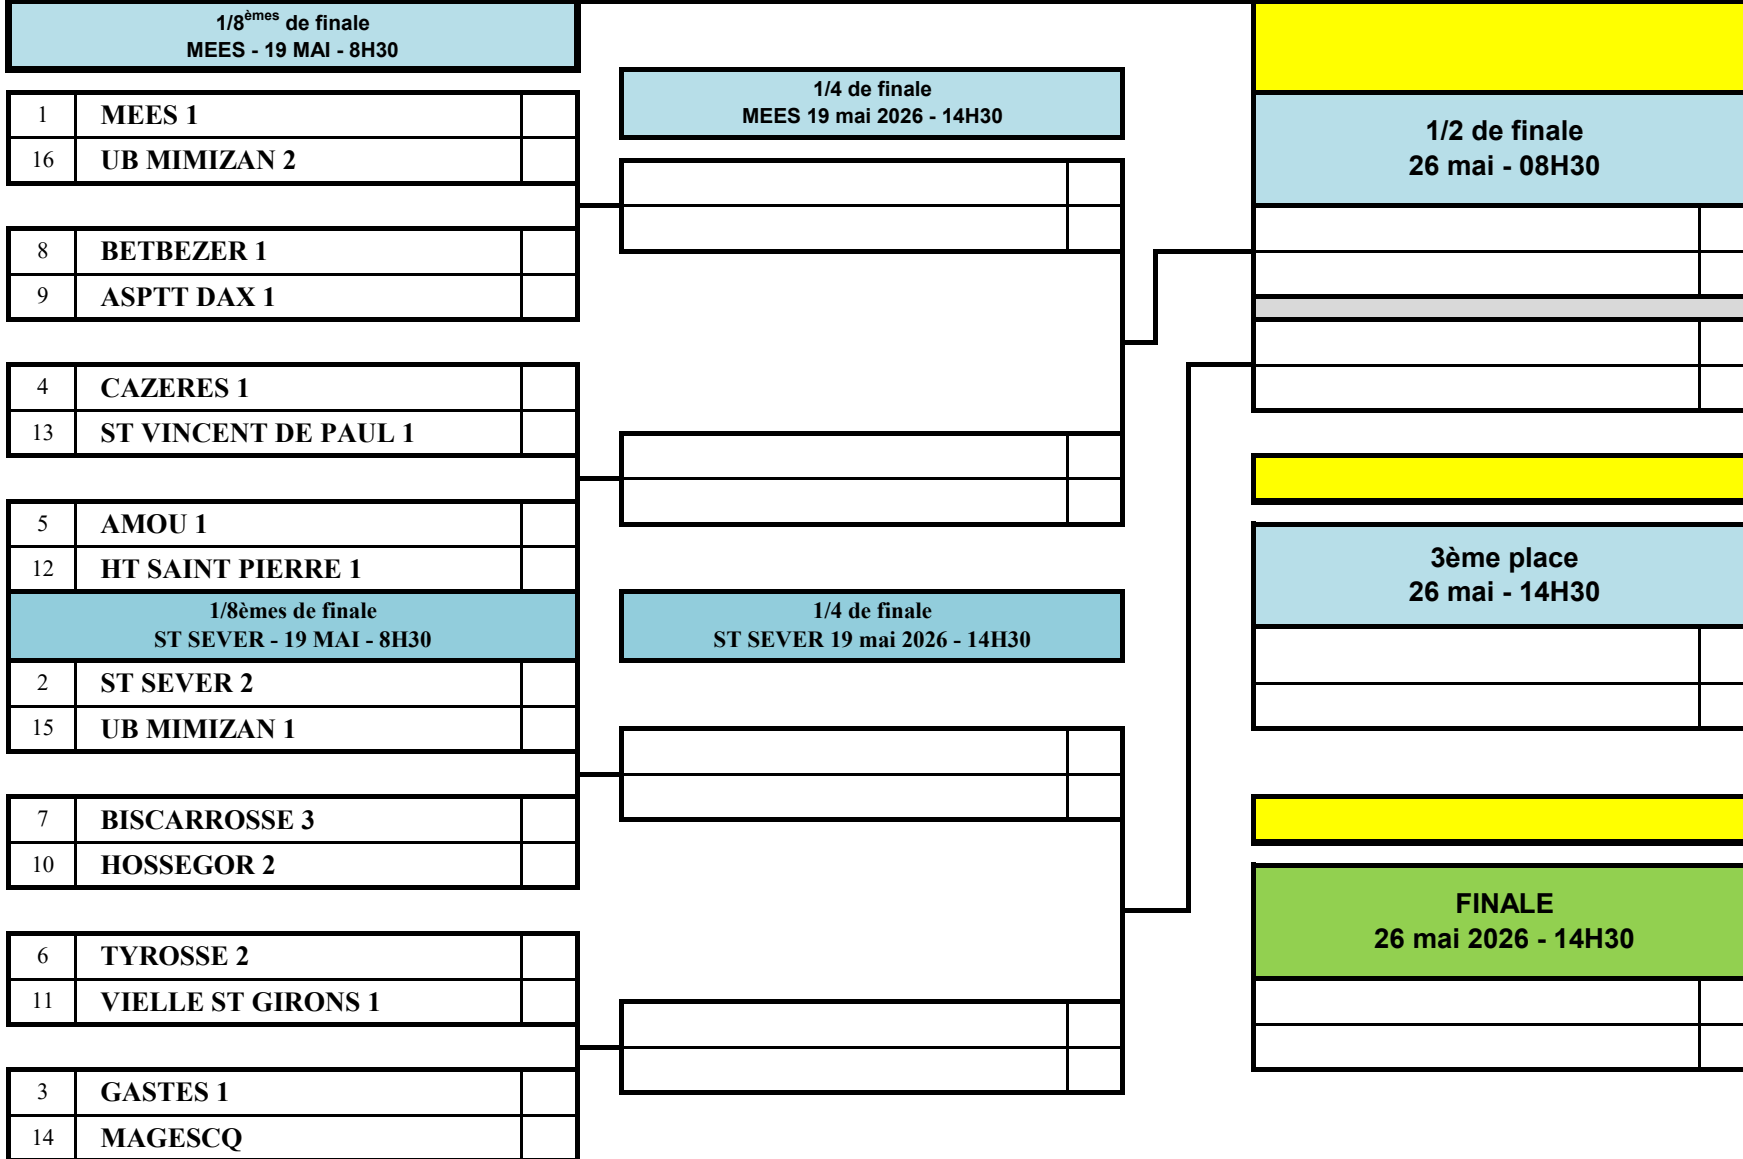 1/8èmes de finale
MEES - 19 MAI - 8H30
1 MEES 1
16 UB MIMIZAN 2
8 BETBEZER 1
9 ASPTT DAX 1
4 CAZERES 1
13 ST VINCENT DE PAUL 1
5 AMOU 1
12 HT SAINT PIERRE 1
1/8èmes de finale
ST SEVER - 19 MAI - 8H30
2 ST SEVER 2
15 UB MIMIZAN 1
7 BISCARROSSE 3
10 HOSSEGOR 2
6 TYROSSE 2
11 VIELLE ST GIRONS 1
3 GASTES 1
14 MAGESCQ
1/4 de finale
MEES 19 mai 2026 - 14H30
1/4 de finale
ST SEVER 19 mai 2026 - 14H30
1/2 de finale
26 mai - 08H30
3ème place
26 mai - 14H30
FINALE
26 mai 2026 - 14H30